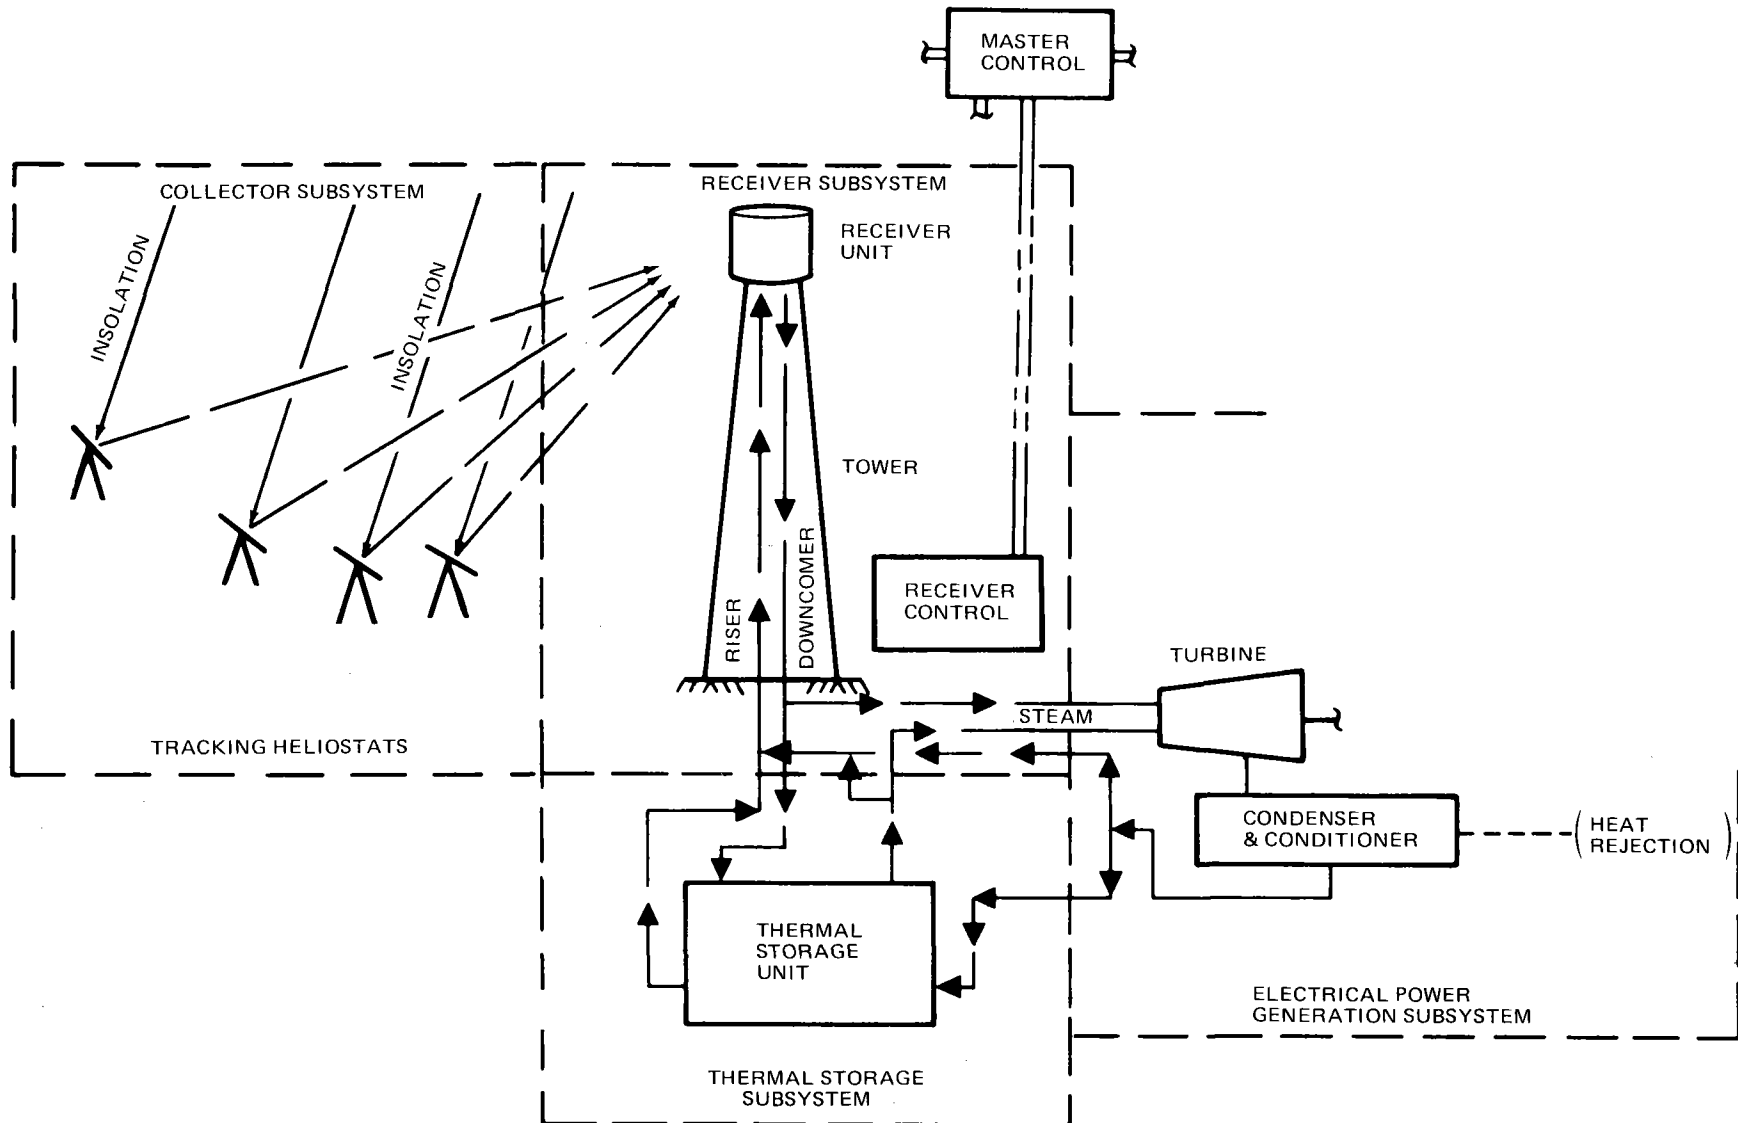 MASTER
CONTROL
COLLECTOR SUBSYSTEM
RECEIVER SUBSYSTEM
RECEIVER
UNIT
INSOLATION
INSOLATION
TOWER
RISER
DOWNCOMER
RECEIVER
CONTROL
TURBINE
STEAM
TRACKING HELIOSTATS
CONDENSER
& CONDITIONER
(HEAT
REJECTION)
THERMAL
STORAGE
UNIT
ELECTRICAL POWER
GENERATION SUBSYSTEM
THERMAL STORAGE
SUBSYSTEM